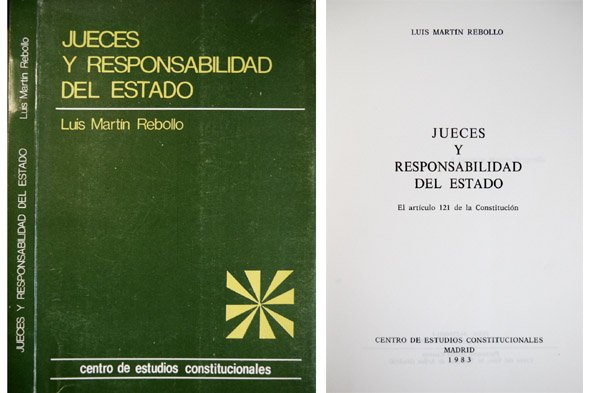 JUECES Y RESPONSABILIDAD DEL ESTADO Luis Martín Rebollo
JUECES
Y RESPONSABILIDAD
DEL ESTADO
Luis Martín Rebollo
centro de estudios constitucionales
LUIS MARTIN REBOLLO
JUECES
Y
RESPONSABILIDAD
DEL ESTADO
El artículo 121 de la Constitución
CENTRO DE ESTUDIOS CONSTITUCIONALES
MADRID
1983